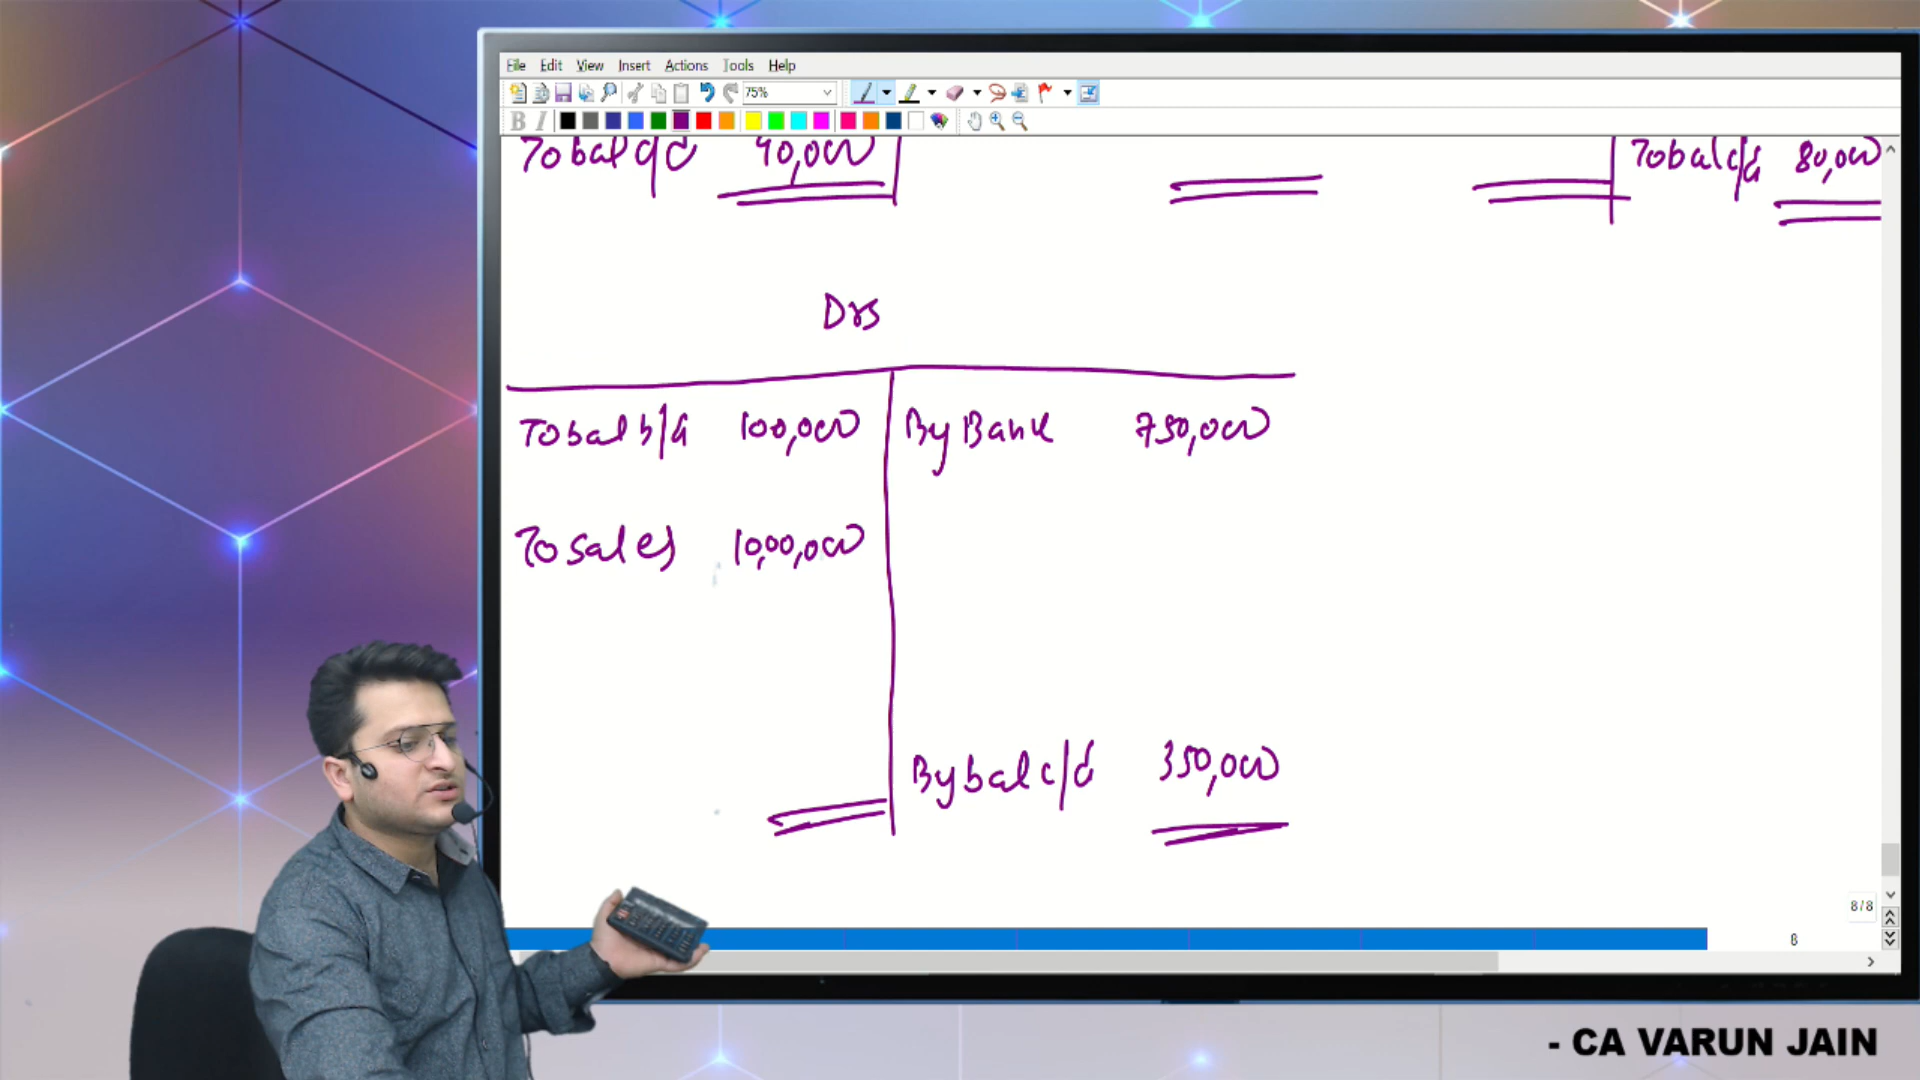 File Edit View Insert Actions Tools Help
75%
B I
To bal c/d 40,000
To bal c/d 80,000
Drs
To bal b/d 100,000 By Bank 750,000
To sales 10,00,000
By bal c/d 350,000
8/8
8
- CA VARUN JAIN